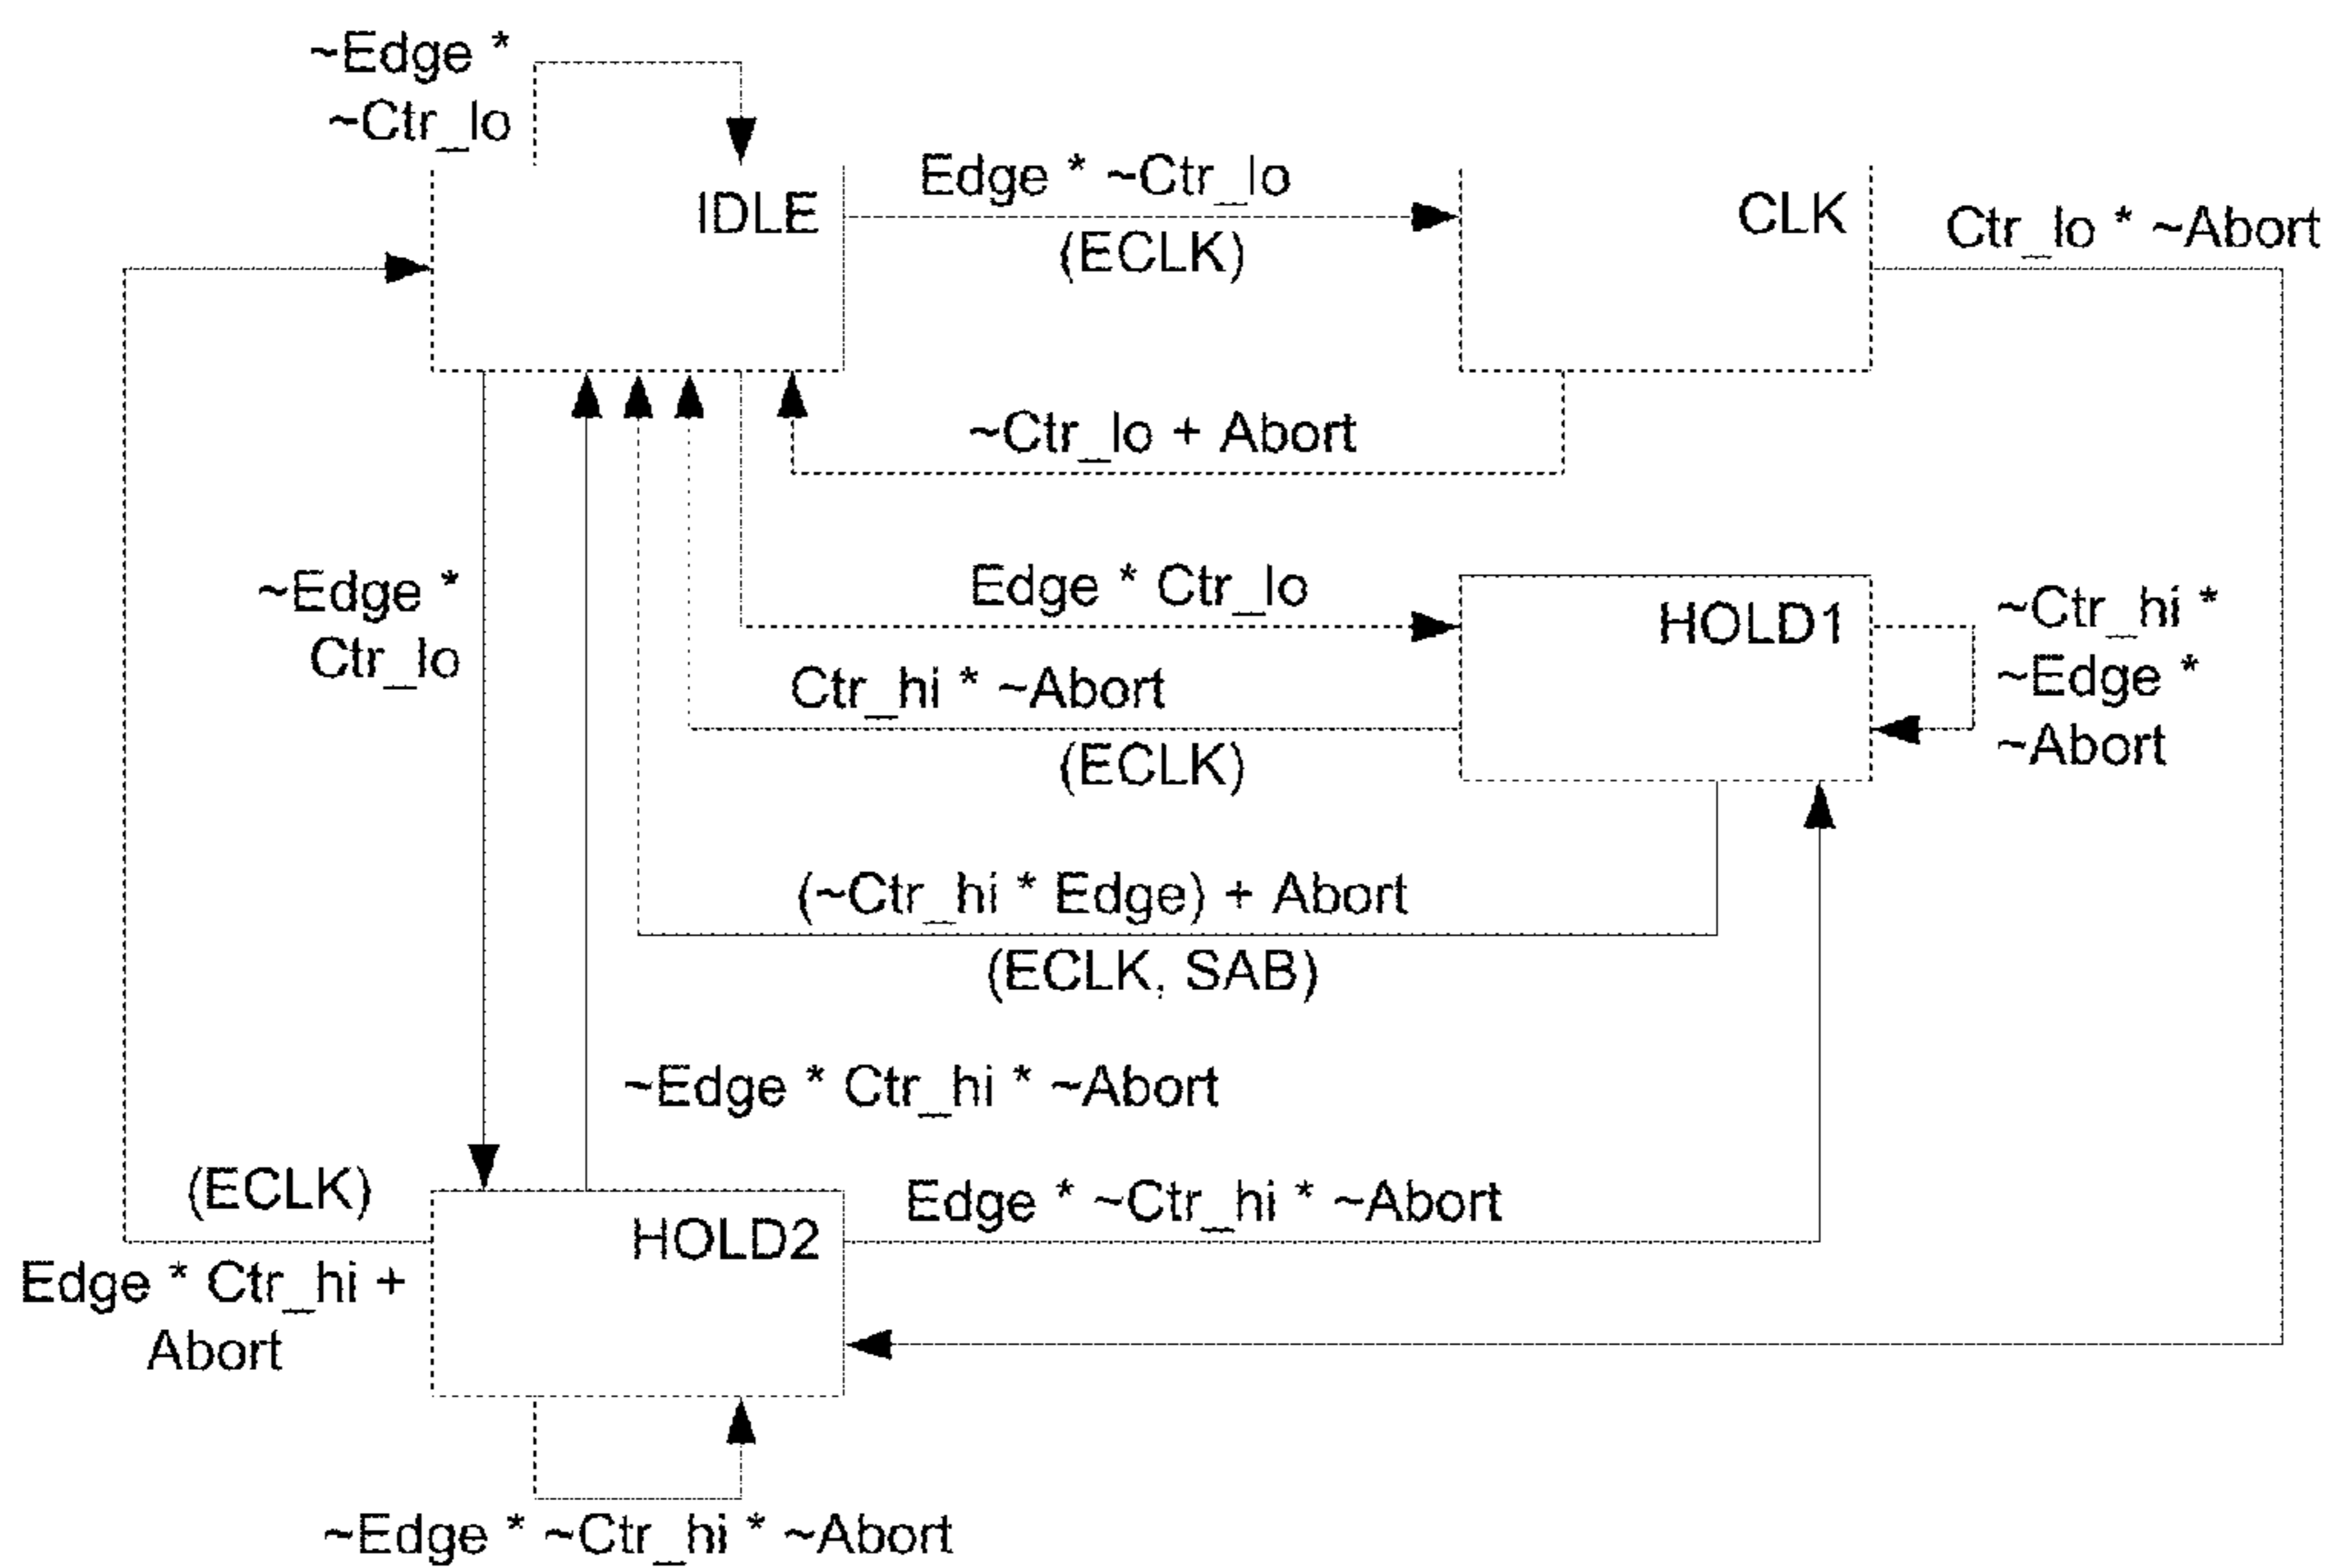 ~Edge *
~Ctr_lo
IDLE
Edge * ~Ctr_lo
(ECLK)
CLK
Ctr_lo * ~Abort
~Ctr_lo + Abort
~Edge *
Ctr_lo
Edge * Ctr_lo
HOLD1
~Ctr_hi *
~Edge *
~Abort
Ctr_hi * ~Abort
(ECLK)
(~Ctr_hi * Edge) + Abort
(ECLK, SAB)
~Edge * Ctr_hi * ~Abort
(ECLK)
Edge * Ctr_hi +
Abort
HOLD2
Edge * ~Ctr_hi * ~Abort
~Edge * ~Ctr_hi * ~Abort